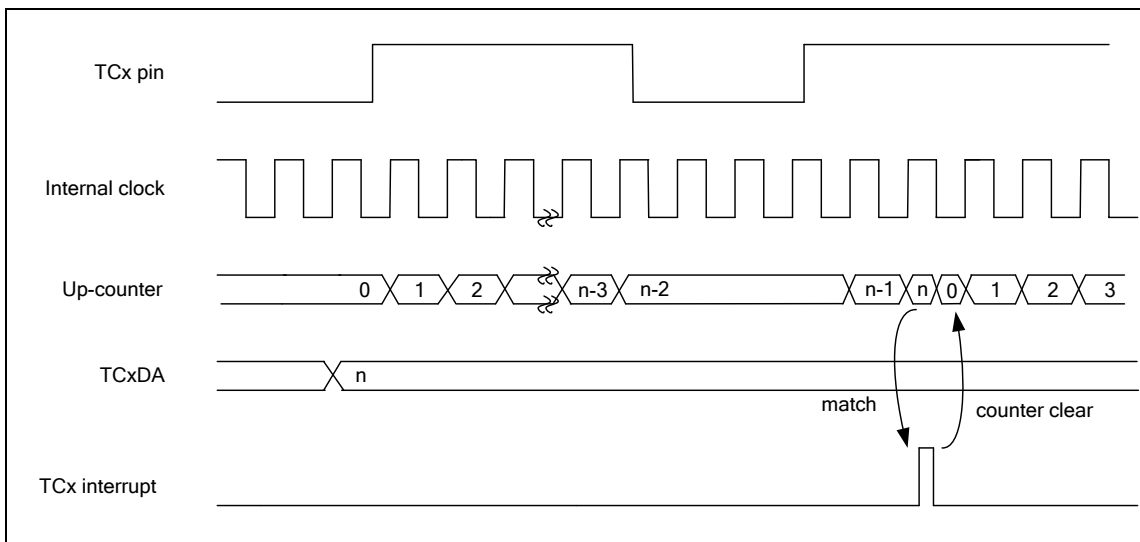 TCx pin
Internal clock
Up-counter
0 1 2 n-3 n-2 n-1 n 0 1 2 3
TCxDA
n
match
counter clear
TCx interrupt